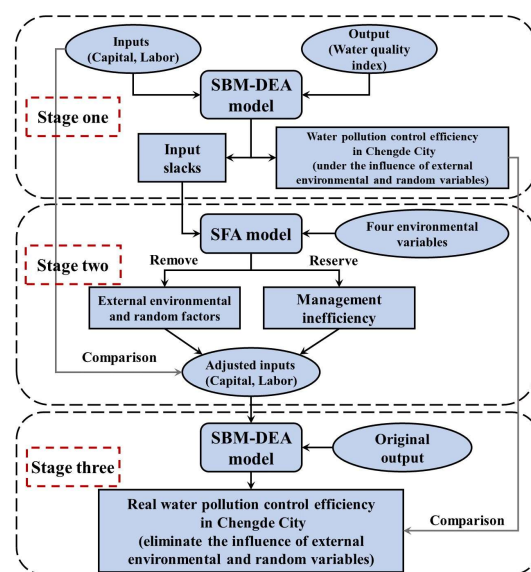 Inputs
(Capital, Labor)
Output
(Water quality
index)
SBM-DEA
model
Stage one
Input
slacks
Water pollution control efficiency
in Chengde City
(under the influence of external
environmental and random variables)
SFA model
Four environmental
variables
Stage two
Remove
Reserve
External environmental
and random factors
Management
inefficiency
Comparison
Adjusted inputs
(Capital, Labor)
SBM-DEA
model
Original
output
Stage three
Real water pollution control efficiency
in Chengde City
(eliminate the influence of external
environmental and random variables)
Comparison